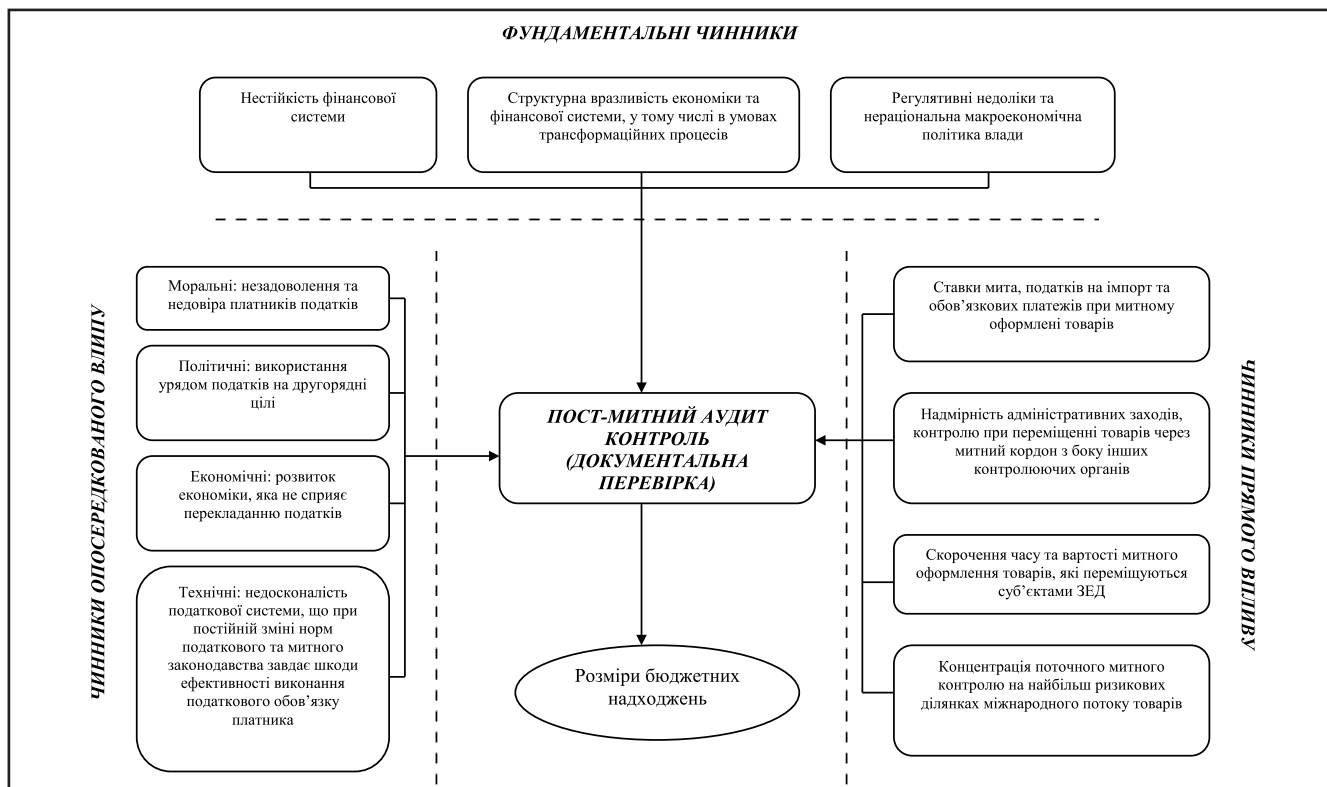 ФУНДАМЕНТАЛЬНІ ЧИННИКИ
Нестійкість фінансової
системи
Структурна вразливість економіки та
фінансової системи, у тому числі в умовах
трансформаційних процесів
Регулятивні недоліки та
нераціональна макроекономічна
політика влади
ЧИННИКИ ОПОСЕРЕДКОВАНОГО ВЛИПУ
Моральні: незадоволення та
недовіра платників податків
Політичні: використання
урядом податків на другорядні
цілі
Економічні: розвиток
економіки, яка не сприяє
перекладанню податків
Технічні: недосконалість
податкової системи, що при
постійній зміні норм
податкового та митного
законодавства завдає шкоди
ефективності виконання
податкового обов’язку
платника
ПОСТ-МИТНИЙ АУДИТ
КОНТРОЛЬ
(ДОКУМЕНТАЛЬНА
ПЕРЕВІРКА)
Розміри бюджетних
надходжень
Ставки мита, податків на імпорт та
обов’язкових платежів при митному
оформлені товарів
Надмірність адміністративних заходів,
контролю при переміщенні товарів через
митний кордон з боку інших
контролюючих органів
Скорочення часу та вартості митного
оформлення товарів, які переміщуються
суб’єктами ЗЕД
Концентрація поточного митного
контролю на найбільш ризикових
ділянках міжнародного потоку товарів
ЧИННИКИ ПРЯМОГО ВПЛИВУ